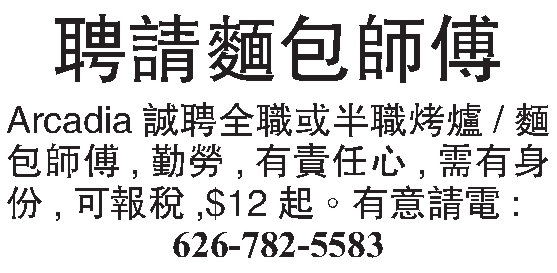 聘請麵包師傅
Arcadia 誠聘全職或半職烤爐 / 麵
包師傅 , 勤勞 , 有責任心 , 需有身
份 , 可報稅 ,$12 起。有意請電 :
626-782-5583